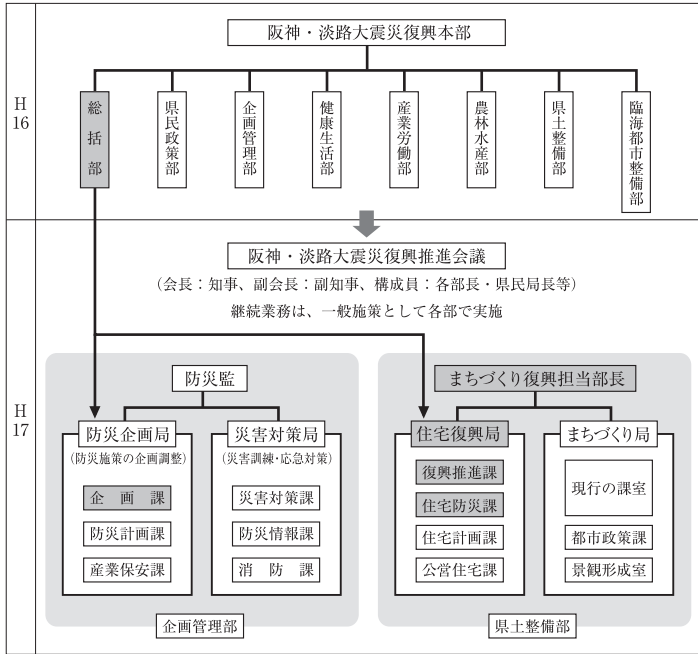 H
16
阪神・淡路大震災復興本部
総括部
県民政策部
企画管理部
健康生活部
産業労働部
農林水産部
県土整備部
臨海都市整備部
H
17
阪神・淡路大震災復興推進会議
（会長：知事、副会長：副知事、構成員：各部長・県民局長等）
継続業務は、一般施策として各部で実施
防災監
防災企画局
（防災施策の企画調整）
企　画　課
防災計画課
産業保安課
災害対策局
（災害訓練・応急対策）
災害対策課
防災情報課
消　防　課
企画管理部
まちづくり復興担当部長
住宅復興局
復興推進課
住宅防災課
住宅計画課
公営住宅課
まちづくり局
現行の課室
都市政策課
景観形成室
県土整備部